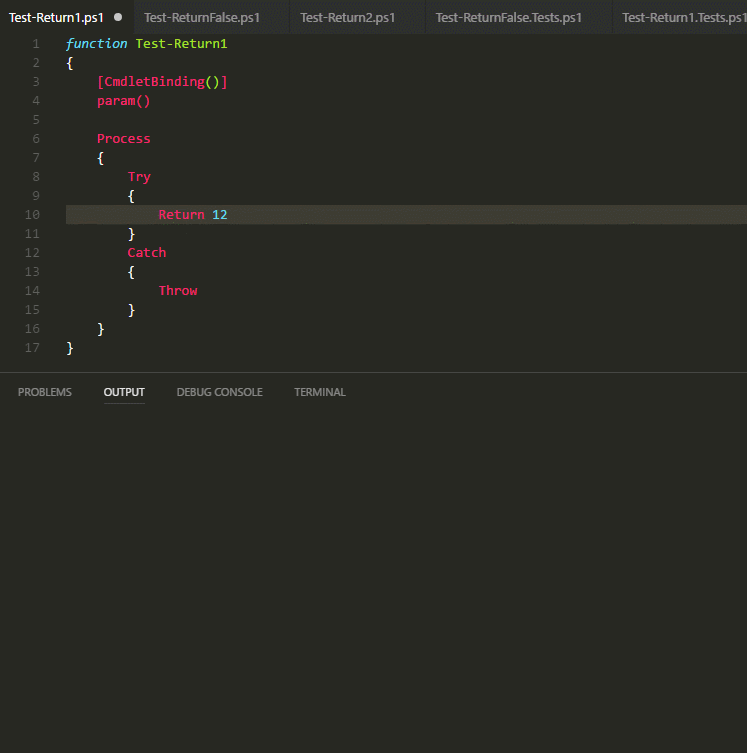 Test-Return1.ps1 Test-ReturnFalse.ps1 Test-Return2.ps1 Test-ReturnFalse.Tests.ps1 Test-Return1.Tests.ps1
1 function Test-Return1
2 {
3 [CmdletBinding()]
4 param()
5
6 Process
7 {
8 Try
9 {
10 Return 12
11 }
12 Catch
13 {
14 Throw
15 }
16 }
17 }
PROBLEMS OUTPUT DEBUG CONSOLE TERMINAL